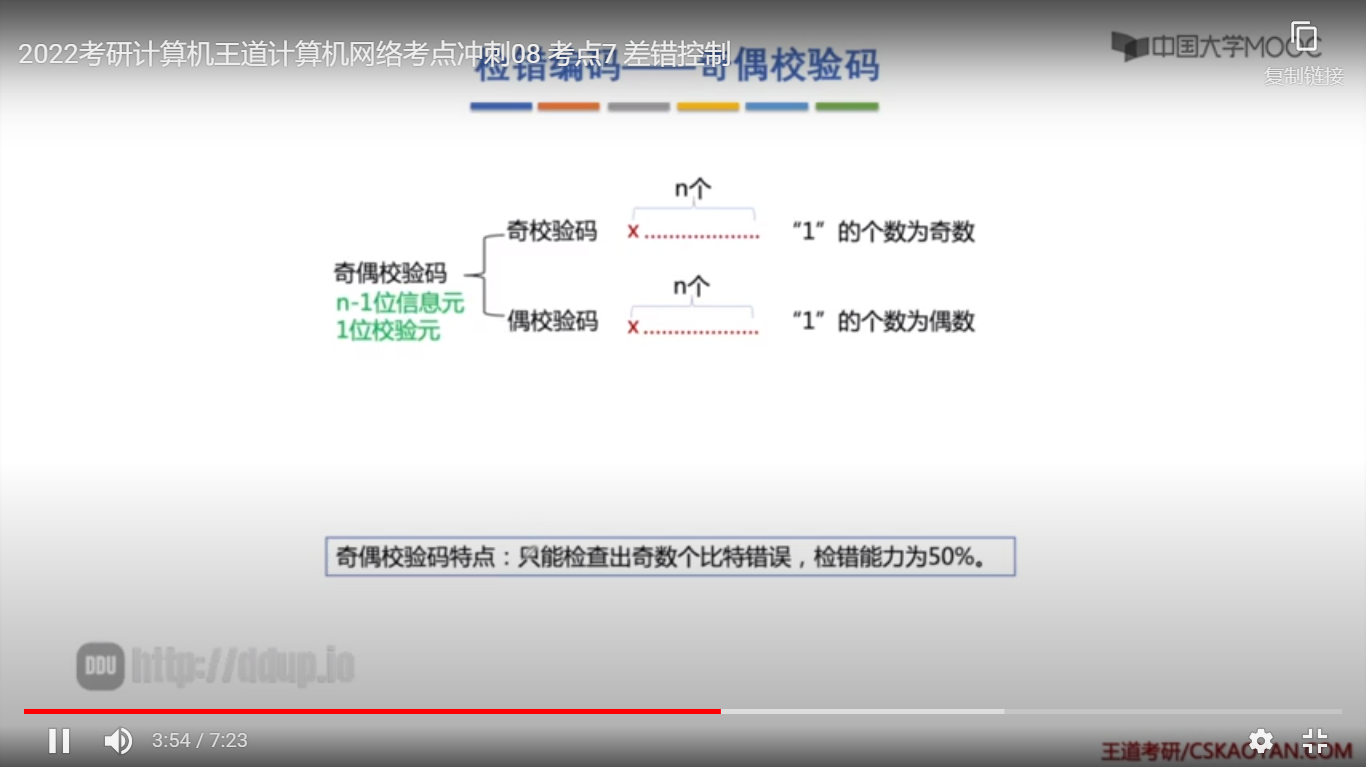 2022考研计算机王道计算机网络考点冲刺08 考点7 差错控制
检错编码——奇偶校验码
中国大学MOOC
复制链接
n个
奇校验码 x................... “1”的个数为奇数
奇偶校验码
n-1位信息元
1位校验元
n个
偶校验码 x................... “1”的个数为偶数
奇偶校验码特点：只能检查出奇数个比特错误，检错能力为50%。
DDU http://ddup.io
3:54 / 7:23
王道考研/CSKAOYAN.COM